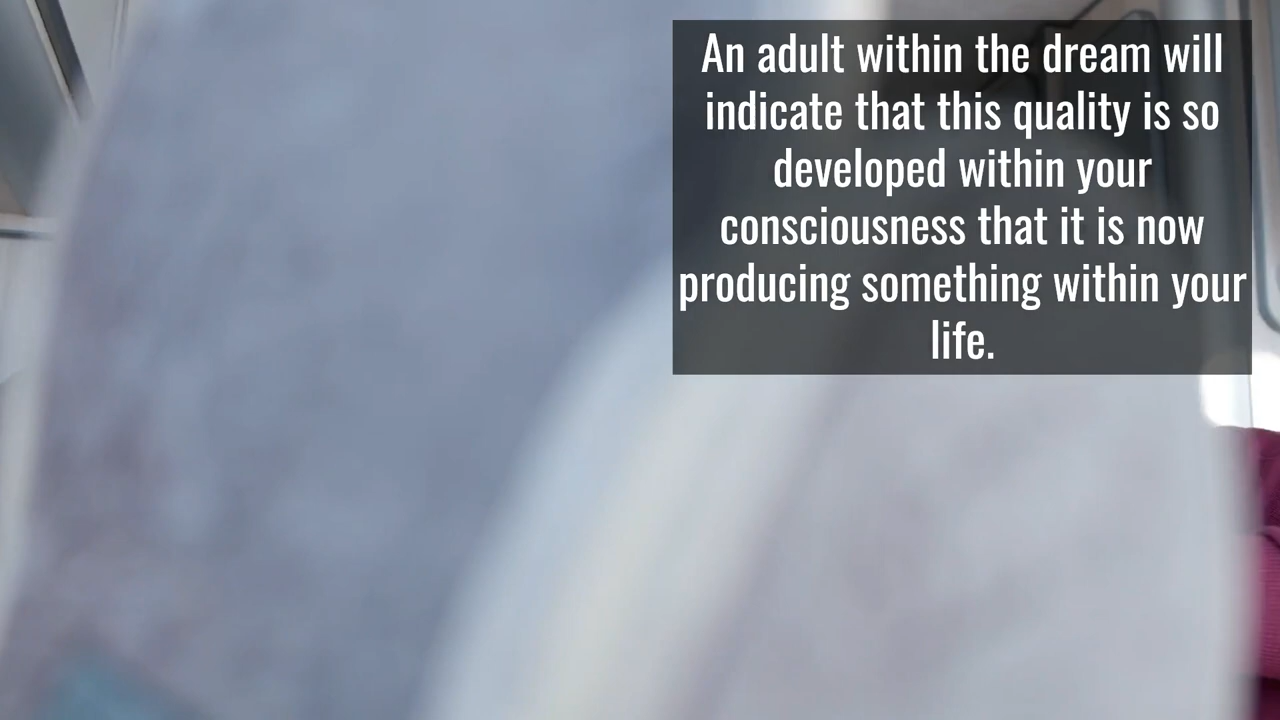 An adult within the dream will
indicate that this quality is so
developed within your
consciousness that it is now
producing something within your
life.